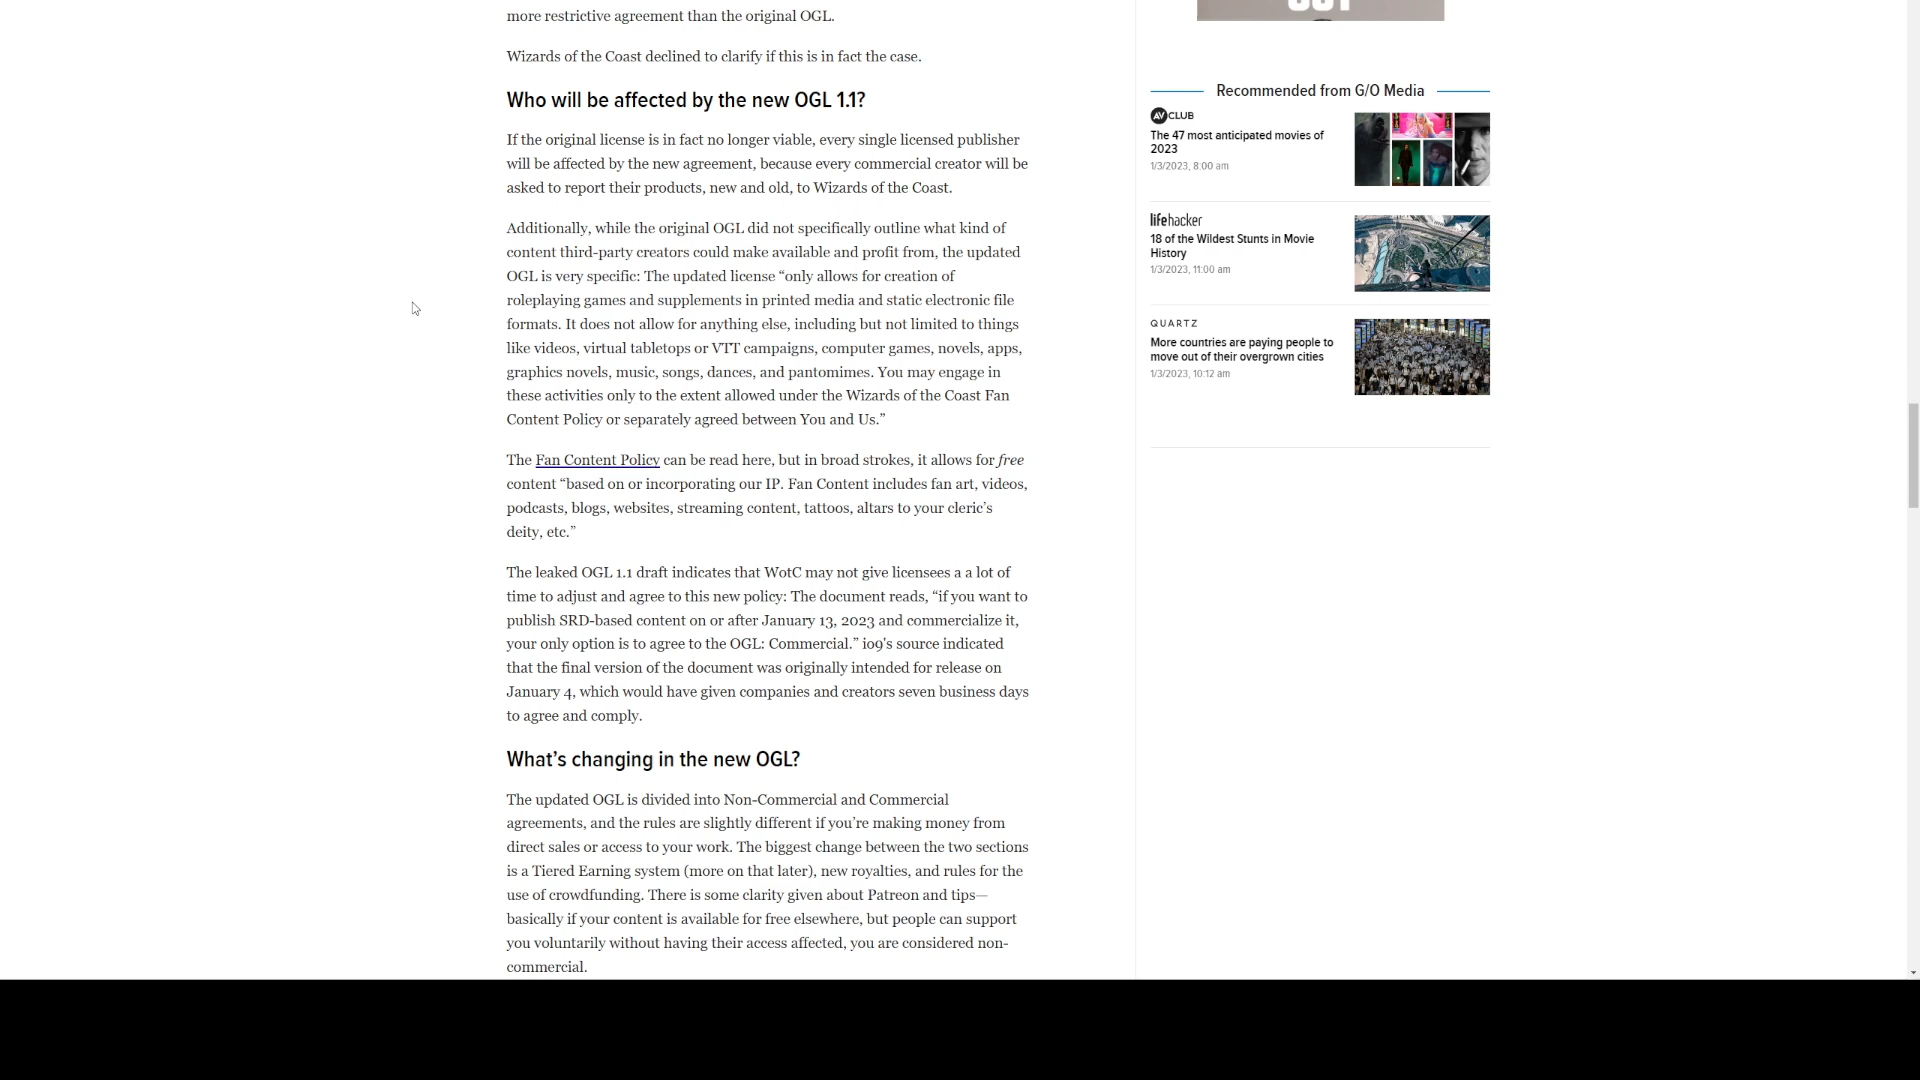 more restrictive agreement than the original OGL.
Wizards of the Coast declined to clarify if this is in fact the case.
Who will be affected by the new OGL 1.1?
If the original license is in fact no longer viable, every single licensed publisher
will be affected by the new agreement, because every commercial creator will be
asked to report their products, new and old, to Wizards of the Coast.
Additionally, while the original OGL did not specifically outline what kind of
content third-party creators could make available and profit from, the updated
OGL is very specific: The updated license “only allows for creation of
roleplaying games and supplements in printed media and static electronic file
formats. It does not allow for anything else, including but not limited to things
like videos, virtual tabletops or VTT campaigns, computer games, novels, apps,
graphics novels, music, songs, dances, and pantomimes. You may engage in
these activities only to the extent allowed under the Wizards of the Coast Fan
Content Policy or separately agreed between You and Us.”
The Fan Content Policy can be read here, but in broad strokes, it allows for free
content “based on or incorporating our IP. Fan Content includes fan art, videos,
podcasts, blogs, websites, streaming content, tattoos, altars to your cleric’s
deity, etc.”
The leaked OGL 1.1 draft indicates that WotC may not give licensees a a lot of
time to adjust and agree to this new policy: The document reads, “if you want to
publish SRD-based content on or after January 13, 2023 and commercialize it,
your only option is to agree to the OGL: Commercial.” io9's source indicated
that the final version of the document was originally intended for release on
January 4, which would have given companies and creators seven business days
to agree and comply.
What’s changing in the new OGL?
The updated OGL is divided into Non-Commercial and Commercial
agreements, and the rules are slightly different if you’re making money from
direct sales or access to your work. The biggest change between the two sections
is a Tiered Earning system (more on that later), new royalties, and rules for the
use of crowdfunding. There is some clarity given about Patreon and tips—
basically if your content is available for free elsewhere, but people can support
you voluntarily without having their access affected, you are considered non-
commercial.
Recommended from G/O Media
AV CLUB
The 47 most anticipated movies of
2023
1/3/2023, 8:00 am
lifehacker
18 of the Wildest Stunts in Movie
History
1/3/2023, 11:00 am
QUARTZ
More countries are paying people to
move out of their overgrown cities
1/3/2023, 10:12 am